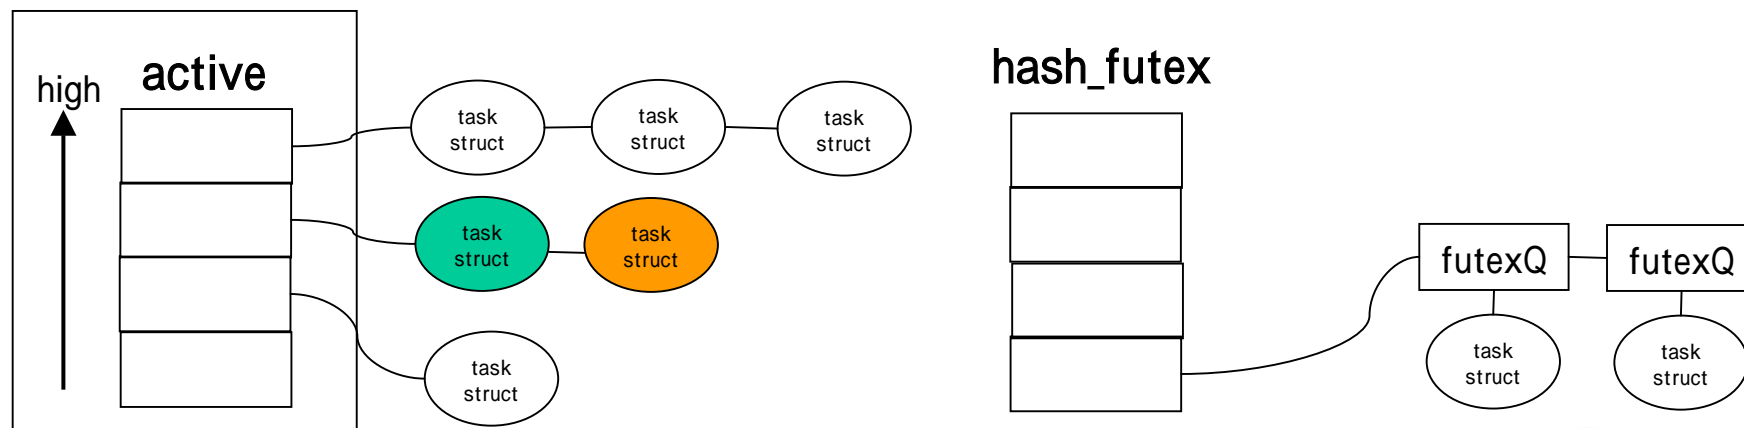 active
high
task
struct
task
struct
task
struct
task
struct
task
struct
task
struct
hash_futex
futexQ
futexQ
task
struct
task
struct